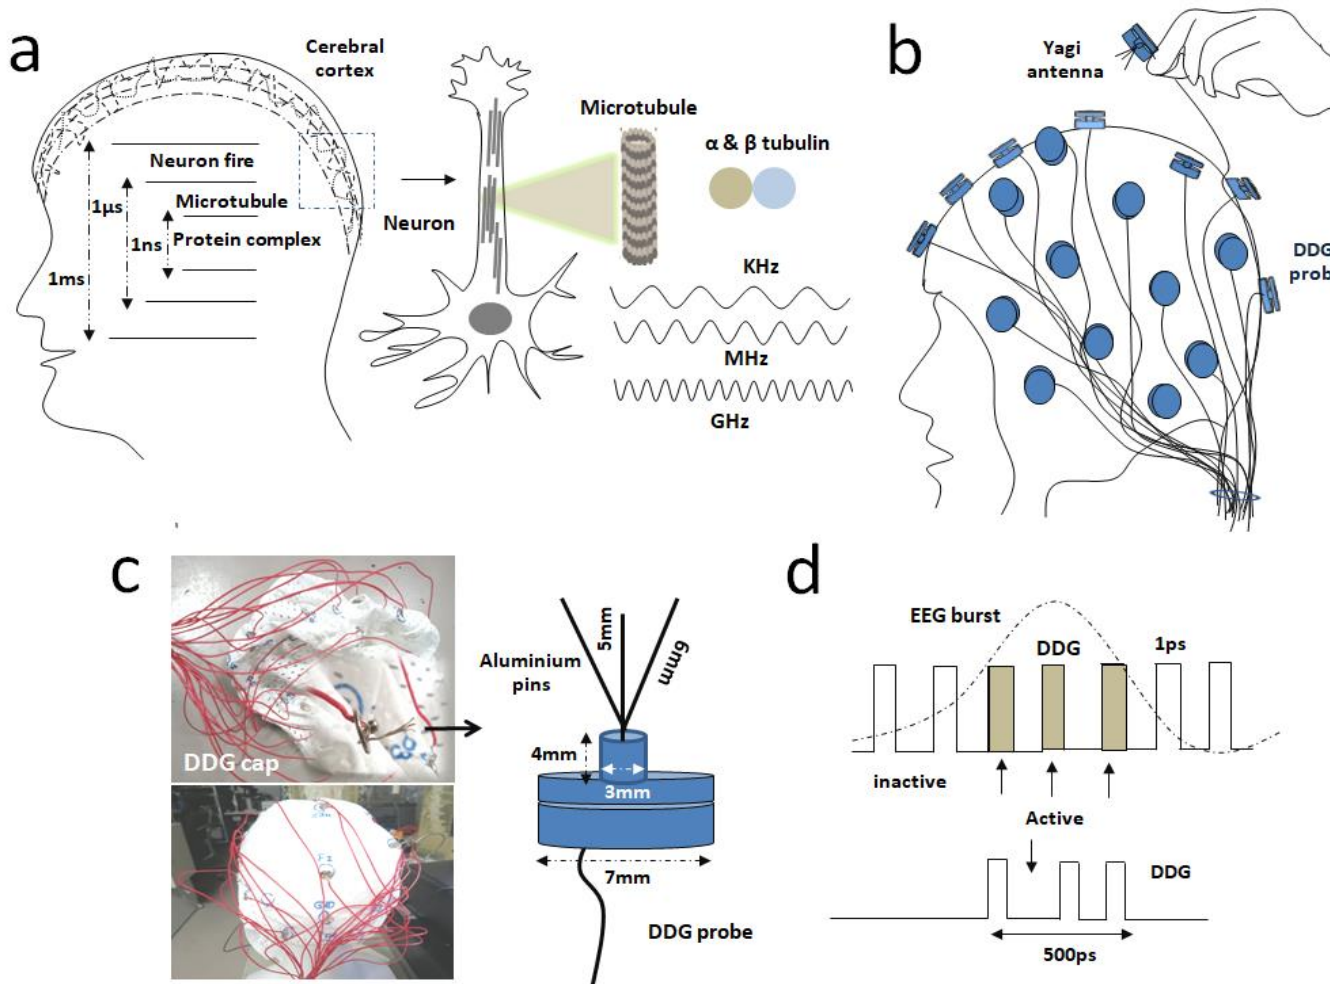 a
Cerebral
cortex
Neuron fire
Microtubule
1µs
Protein complex
1ns
1ms
Neuron
Microtubule
α & β tubulin
KHz
MHz
GHz
b
Yagi
antenna
DDG
prob
c
DDG cap
Aluminium
pins
5mm
6mm
4mm
3mm
7mm
DDG probe
d
EEG burst
DDG
1ps
inactive
Active
DDG
500ps